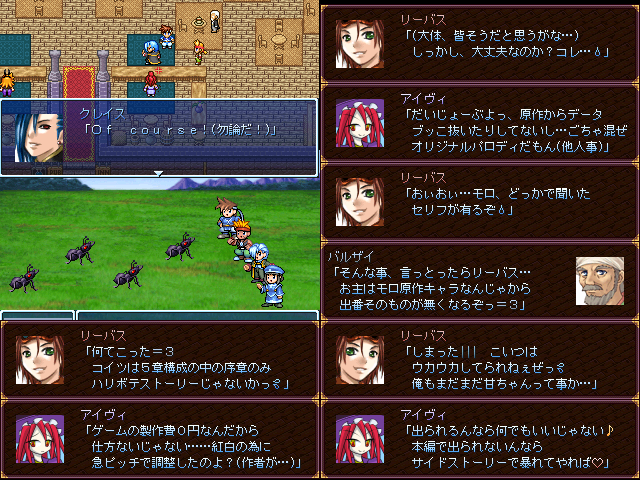 クレイス
「Of course!(勿論だ!)」
リーバス
「何てこった＝３
コイツは５章構成の中の序章のみ
ハリボテストーリーじゃないかっ」
アイヴィ
「ゲームの製作費０円なんだから
仕方ないじゃない……紅白の為に
急ピッチで調整したのよ?(作者が…)」
リーバス
「(大体、皆そうだと思うがな…)
しかし、大丈夫なのか？コレ…」
アイヴィ
「だいじょーぶよっ、原作からデータ
ブッこ抜いたりしてないし…ごちゃ混ぜ
オリジナルパロディだもん(他人事)」
リーバス
「おぃおぃ…モロ、どっかで聞いた
セリフが有るぞ」
バルザイ
「そんな事、言っとったらリーバス…
お主はモロ原作キャラなんじゃから
出番そのものが無くなるぞっ＝３」
リーバス
「しまった||| こいつは
ウカウカしてられねぇぜっ
俺もまだまだ甘ちゃんって事か…」
アイヴィ
「出られるんなら何でもいいじゃない♪
本編で出られないんなら
サイドストーリーで暴れてやれば♡」